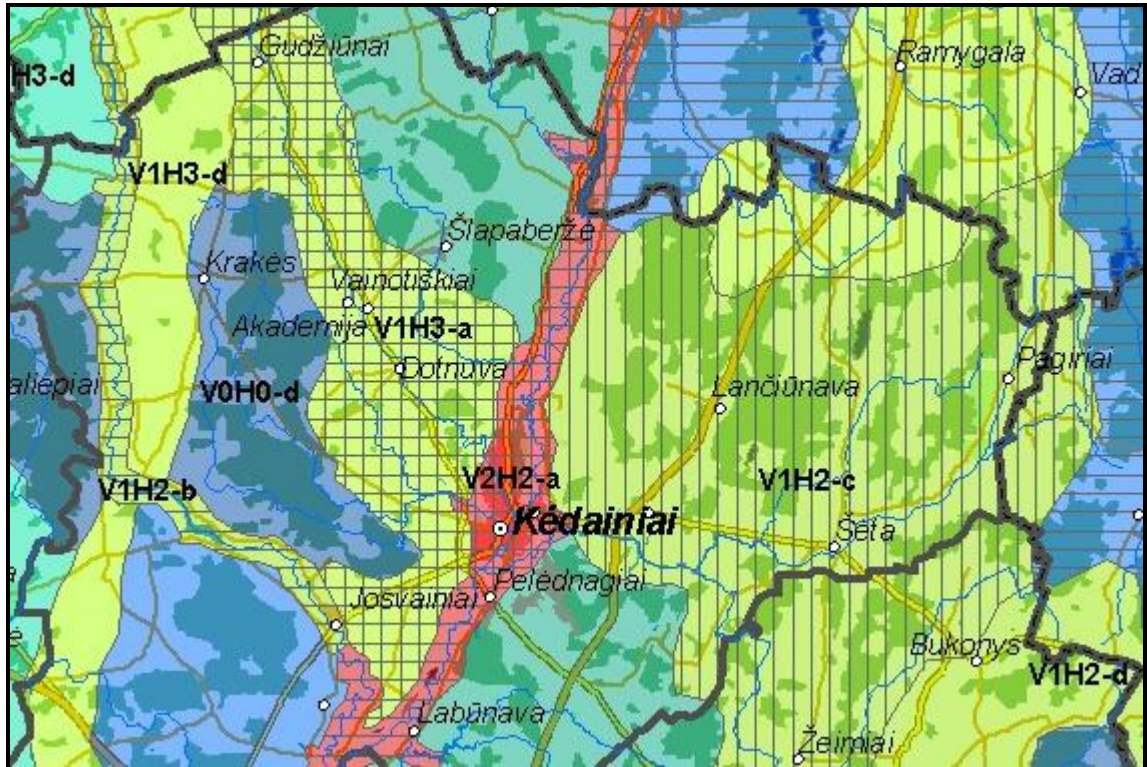 Gudžiūnai
Ramygala
H3-d
Vad
V1H3-d
Šlapaberžė
Krakės
Vainotiškiai
Akademija
V1H3-a
Dotnuva
Pagiriai
aliepiai
V0H0-d
Lančiūnava
V2H2-a
V1H2-c
V1H2-b
Kėdainiai
Šėta
Pelėdnagiai
Josvainiai
Bukonys
V1H2-d
Labūnava
Žeimiai